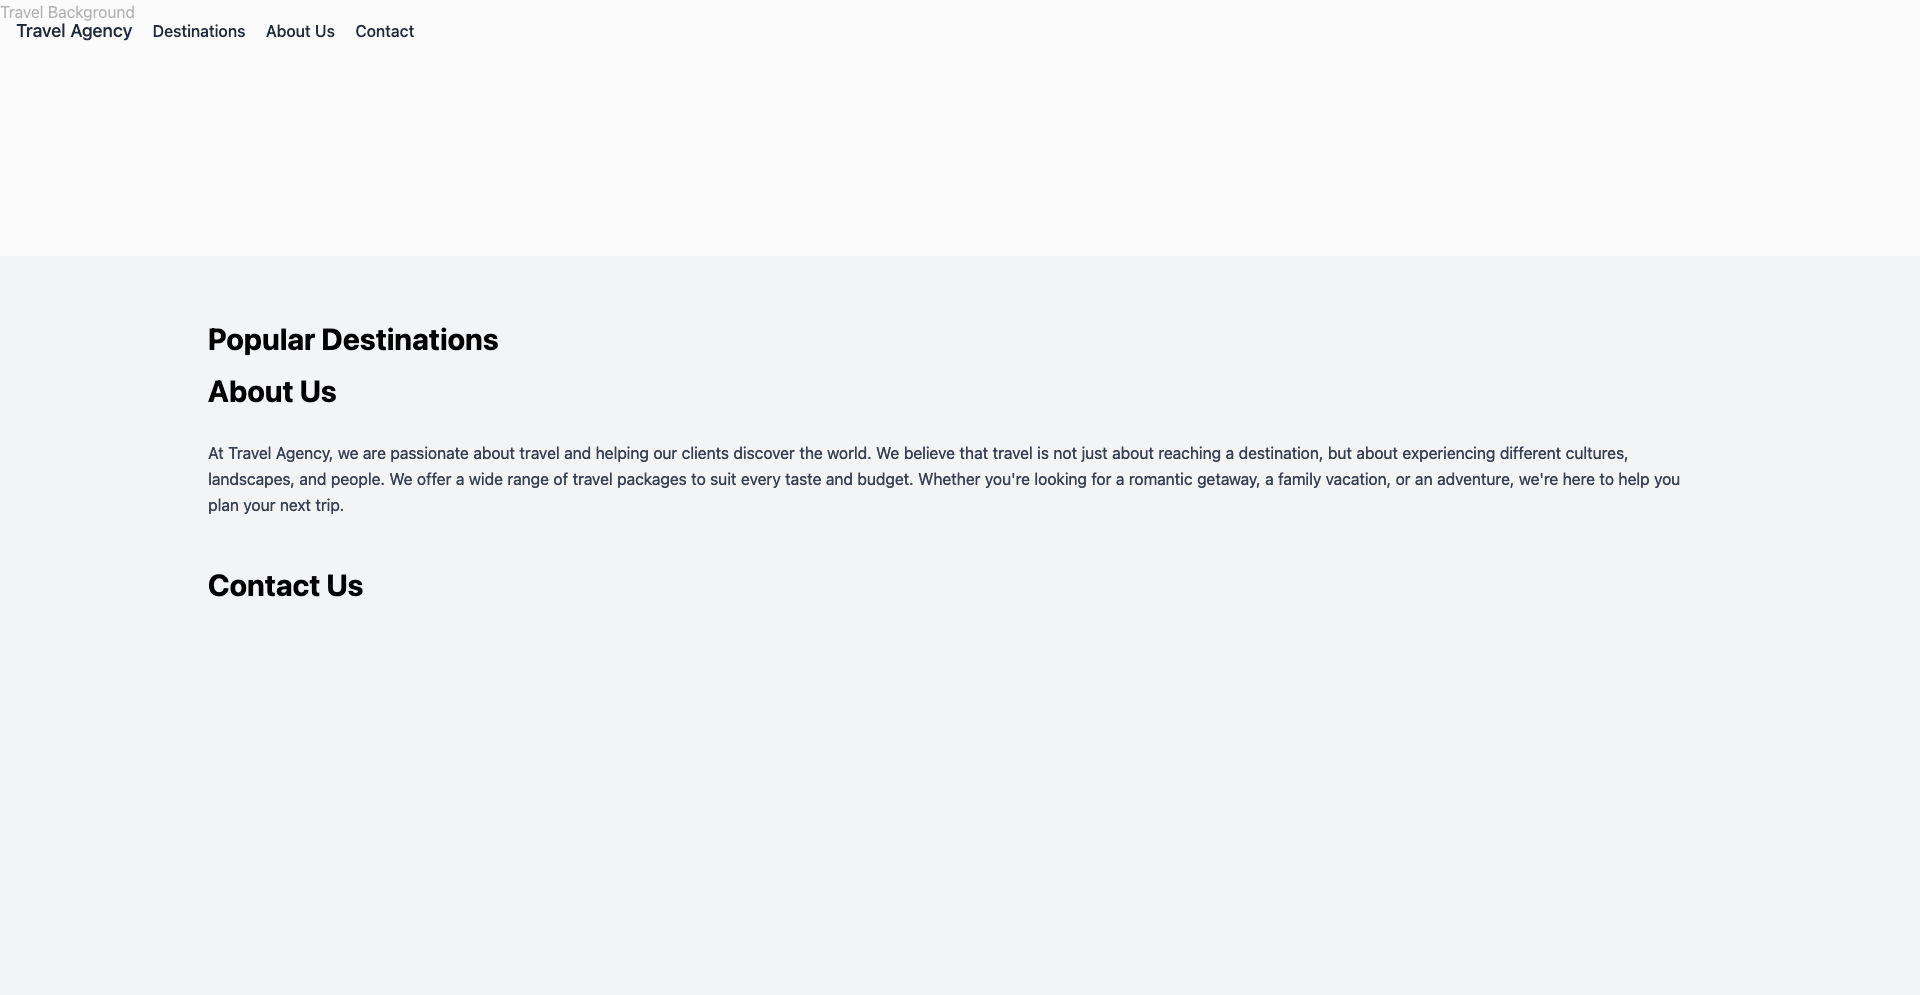 Travel Background
Travel Agency Destinations About Us Contact
Popular Destinations
About Us
At Travel Agency, we are passionate about travel and helping our clients discover the world. We believe that travel is not just about reaching a destination, but about experiencing different cultures,
landscapes, and people. We offer a wide range of travel packages to suit every taste and budget. Whether you're looking for a romantic getaway, a family vacation, or an adventure, we're here to help you
plan your next trip.
Contact Us